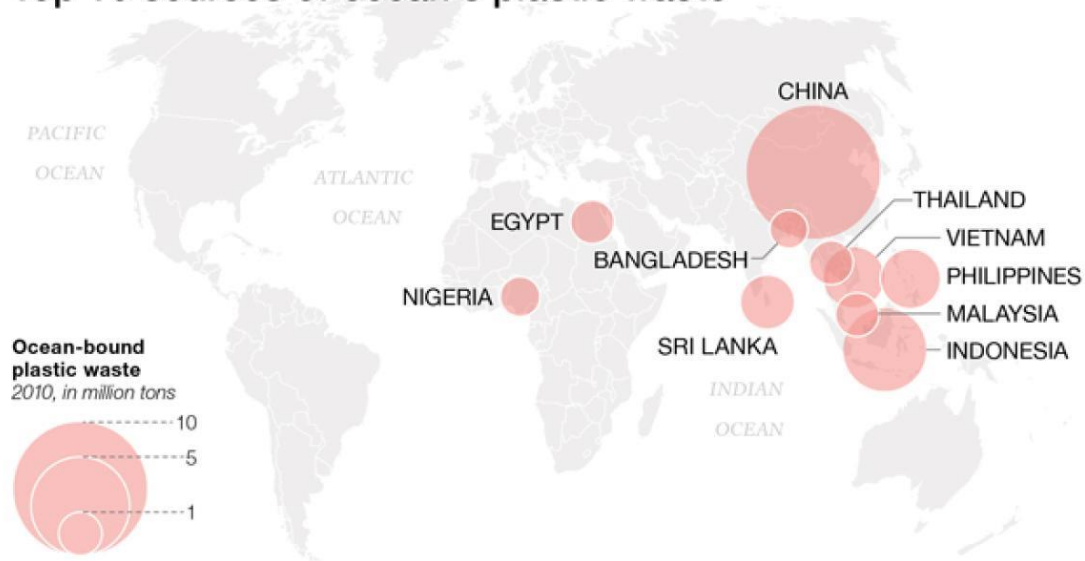 PACIFIC
OCEAN
ATLANTIC
OCEAN
CHINA
THAILAND
VIETNAM
PHILIPPINES
MALAYSIA
INDONESIA
EGYPT
BANGLADESH
NIGERIA
SRI LANKA
INDIAN
OCEAN
Ocean-bound
plastic waste
2010, in million tons
10
5
1